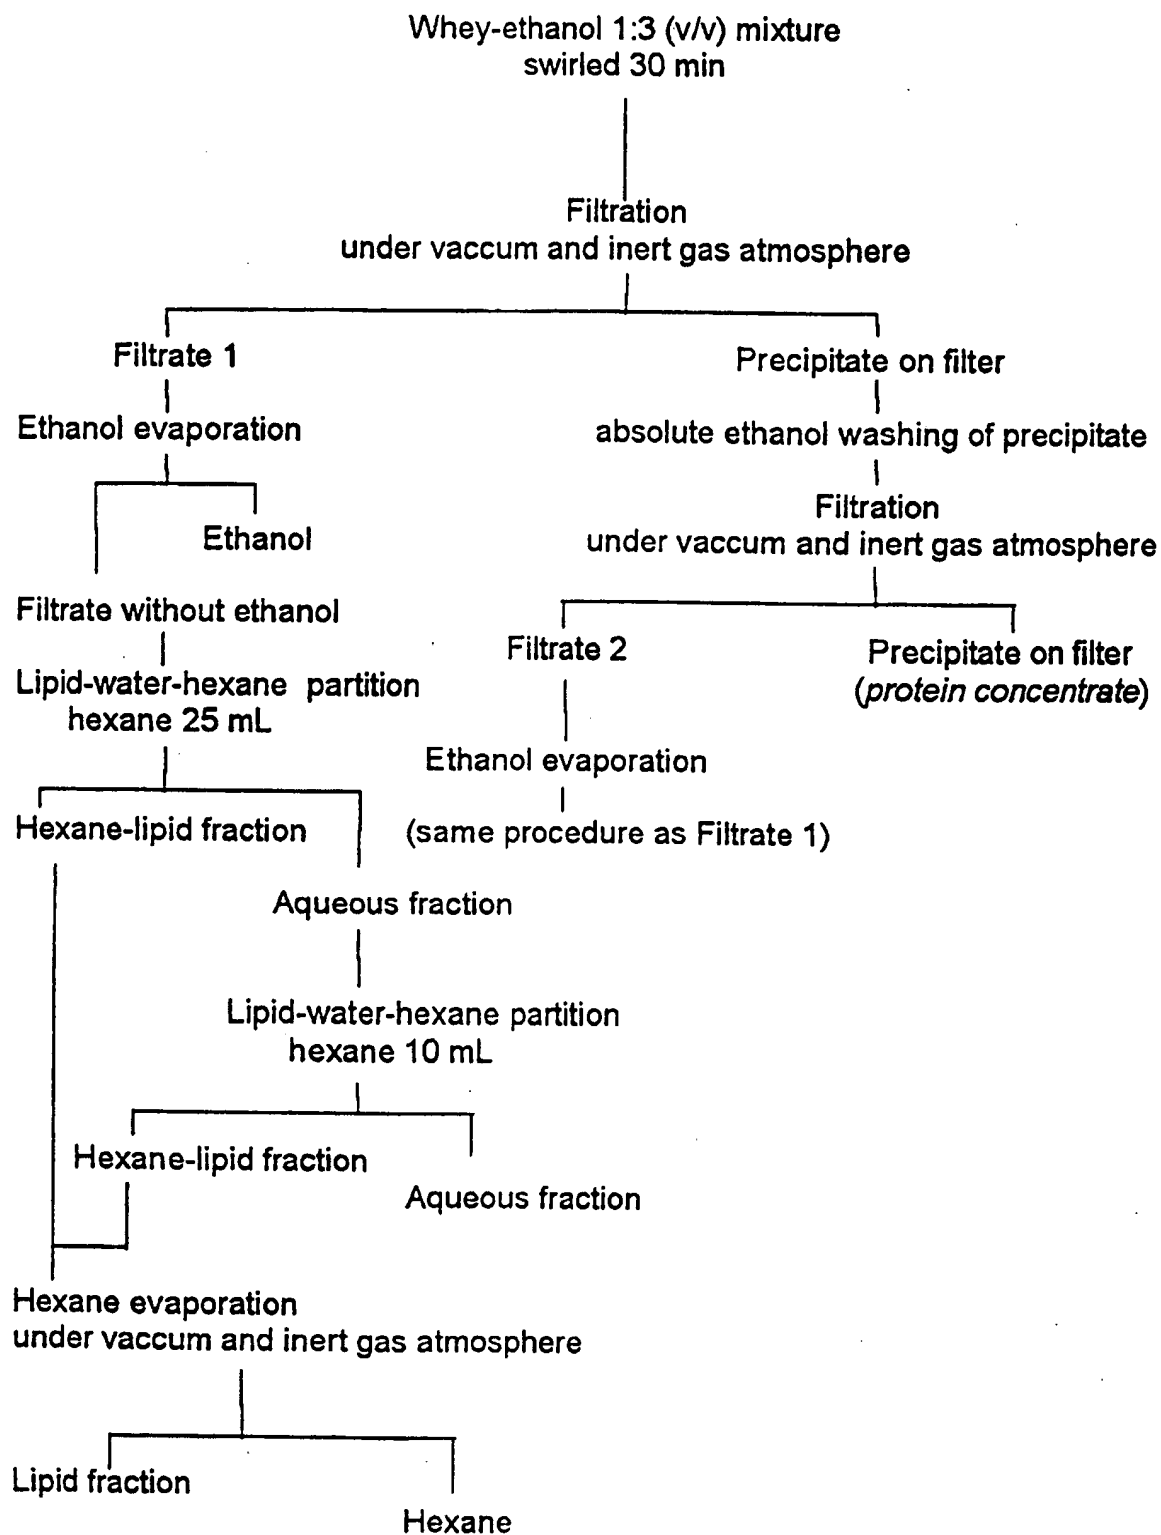 Whey-ethanol 1:3 (v/v) mixture
swirled 30 min
Filtration
under vaccum and inert gas atmosphere
Filtrate 1
Precipitate on filter
Ethanol evaporation
absolute ethanol washing of precipitate
Filtration
under vaccum and inert gas atmosphere
Ethanol
Filtrate without ethanol
Filtrate 2
Precipitate on filter
(protein concentrate)
Lipid-water-hexane partition
hexane 25 mL
Ethanol evaporation
(same procedure as Filtrate 1)
Hexane-lipid fraction
Aqueous fraction
Lipid-water-hexane partition
hexane 10 mL
Hexane-lipid fraction
Aqueous fraction
Hexane evaporation
under vaccum and inert gas atmosphere
Lipid fraction
Hexane